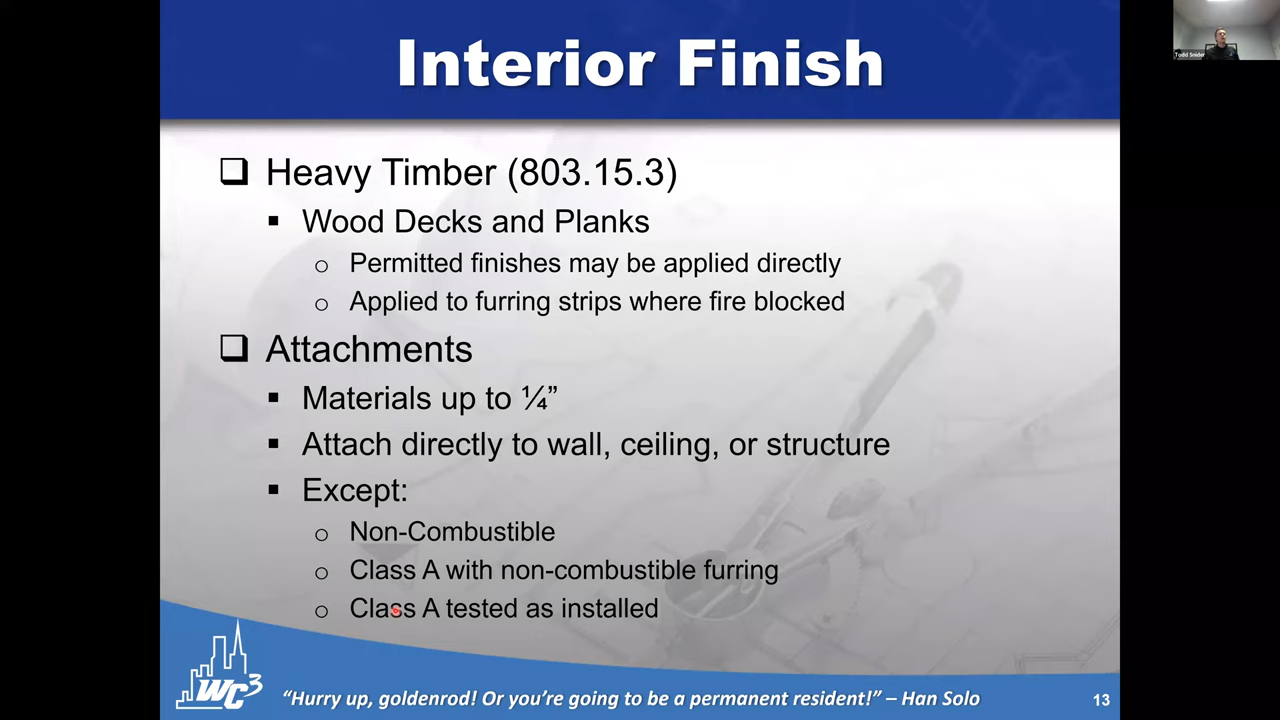 Interior Finish
Todd Snider
❑ Heavy Timber (803.15.3)
▪ Wood Decks and Planks
o Permitted finishes may be applied directly
o Applied to furring strips where fire blocked
❑ Attachments
▪ Materials up to ¼”
▪ Attach directly to wall, ceiling, or structure
▪ Except:
o Non-Combustible
o Class A with non-combustible furring
o Class A tested as installed
WC3
“Hurry up, goldenrod! Or you’re going to be a permanent resident!” – Han Solo
13